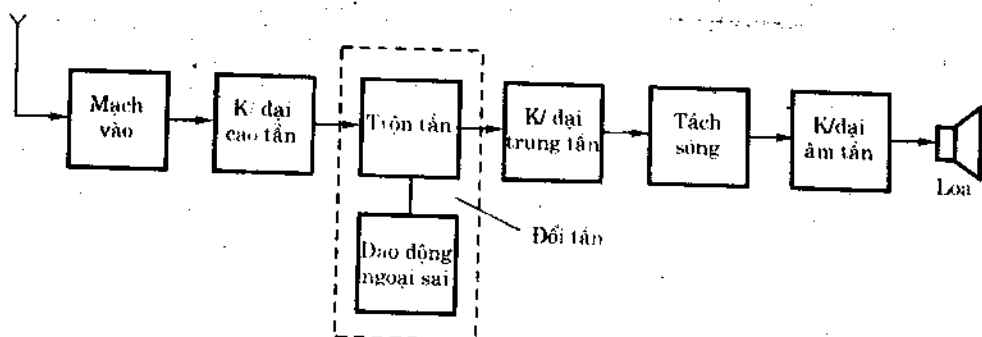 Mạch
vào
K/ đại
cao tần
Trộn tần
K/ đại
trung tần
Tách
sóng
K/đại
âm tần
Loa
Đổi tần
Dao động
ngoại sai